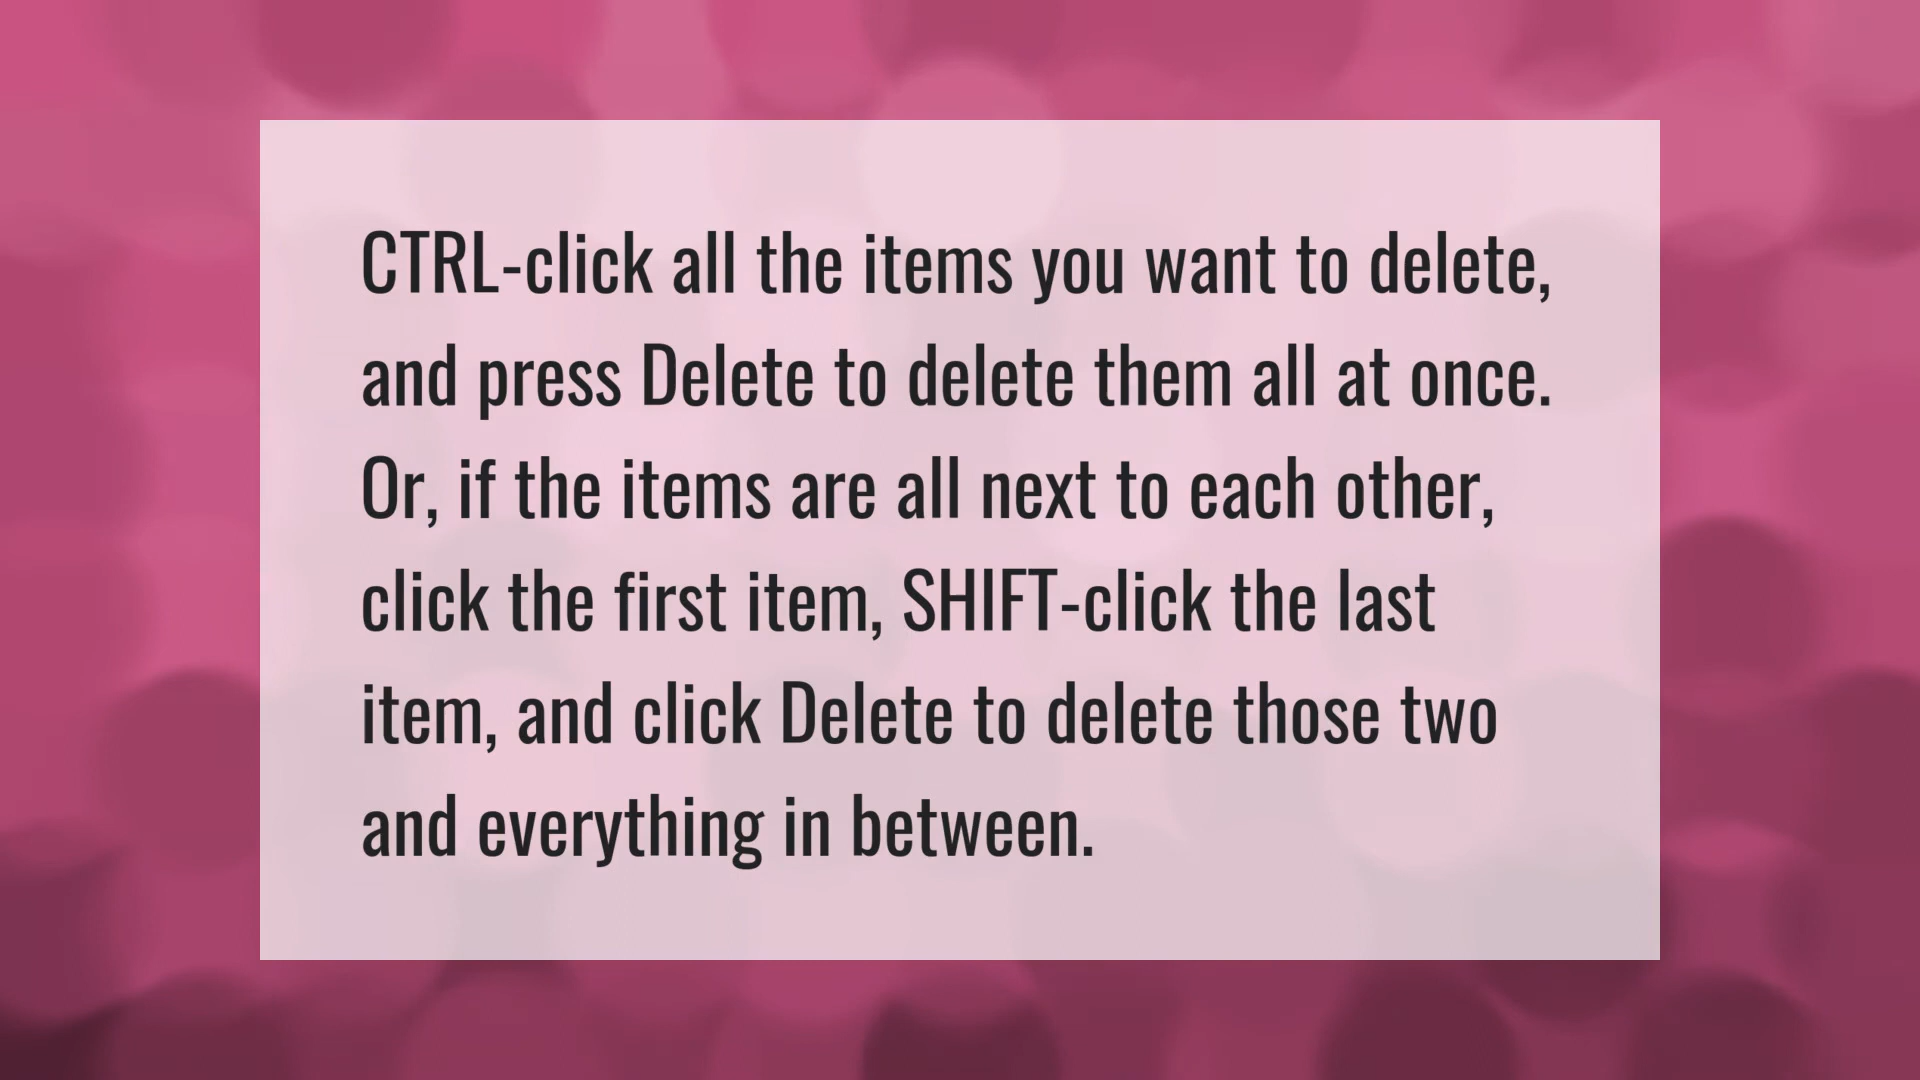 CTRL-click all the items you want to delete,
and press Delete to delete them all at once.
Or, if the items are all next to each other,
click the first item, SHIFT-click the last
item, and click Delete to delete those two
and everything in between.